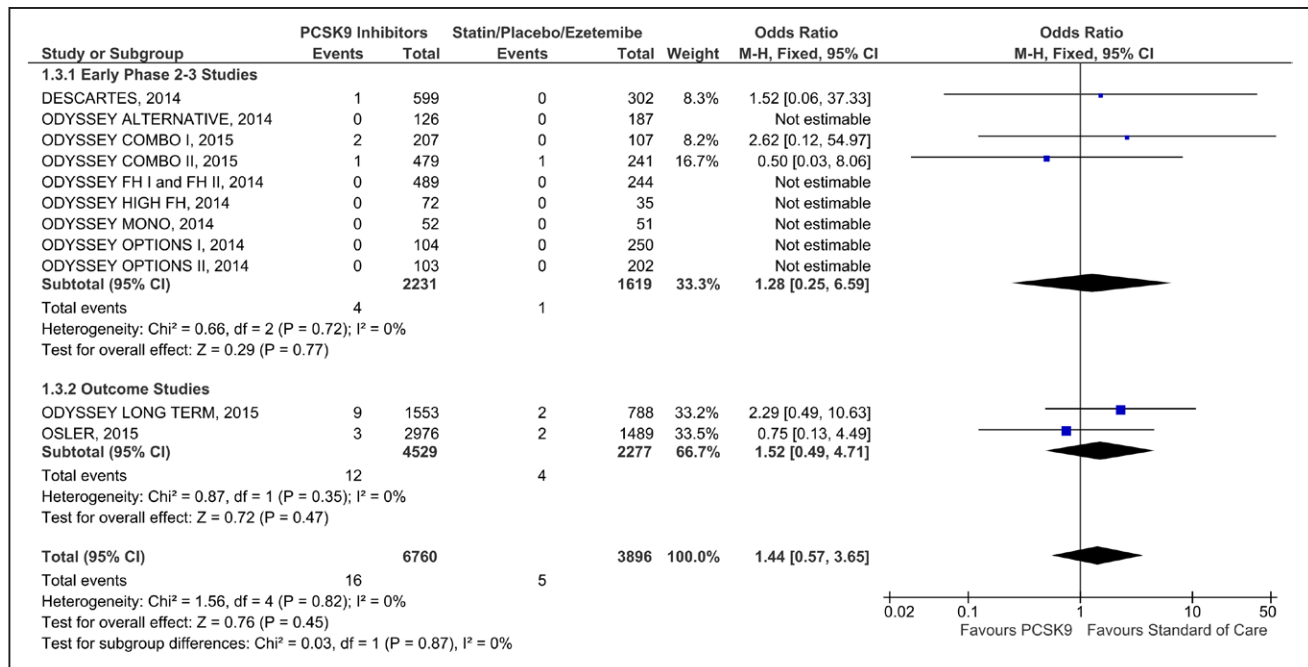 PCSK9 Inhibitors Statin/Placebo/Ezetemibe Odds Ratio Odds Ratio
Study or Subgroup Events Total Events Total Weight M-H, Fixed, 95% CI M-H, Fixed, 95% CI
1.3.1 Early Phase 2-3 Studies
DESCARTES, 2014 1 599 0 302 8.3% 1.52 [0.06, 37.33]
ODYSSEY ALTERNATIVE, 2014 0 126 0 187 Not estimable
ODYSSEY COMBO I, 2015 2 207 0 107 8.2% 2.62 [0.12, 54.97]
ODYSSEY COMBO II, 2015 1 479 1 241 16.7% 0.50 [0.03, 8.06]
ODYSSEY FH I and FH II, 2014 0 489 0 244 Not estimable
ODYSSEY HIGH FH, 2014 0 72 0 35 Not estimable
ODYSSEY MONO, 2014 0 52 0 51 Not estimable
ODYSSEY OPTIONS I, 2014 0 104 0 250 Not estimable
ODYSSEY OPTIONS II, 2014 0 103 0 202 Not estimable
Subtotal (95% CI) 2231 1619 33.3% 1.28 [0.25, 6.59]
Total events 4 1
Heterogeneity: Chi² = 0.66, df = 2 (P = 0.72); I² = 0%
Test for overall effect: Z = 0.29 (P = 0.77)
1.3.2 Outcome Studies
ODYSSEY LONG TERM, 2015 9 1553 2 788 33.2% 2.29 [0.49, 10.63]
OSLER, 2015 3 2976 2 1489 33.5% 0.75 [0.13, 4.49]
Subtotal (95% CI) 4529 2277 66.7% 1.52 [0.49, 4.71]
Total events 12 4
Heterogeneity: Chi² = 0.87, df = 1 (P = 0.35); I² = 0%
Test for overall effect: Z = 0.72 (P = 0.47)
Total (95% CI) 6760 3896 100.0% 1.44 [0.57, 3.65]
Total events 16 5
Heterogeneity: Chi² = 1.56, df = 4 (P = 0.82); I² = 0%
Test for overall effect: Z = 0.76 (P = 0.45)
Test for subgroup differences: Chi² = 0.03, df = 1 (P = 0.87), I² = 0%
0.02 0.1 1 10 50
Favours PCSK9 Favours Standard of Care